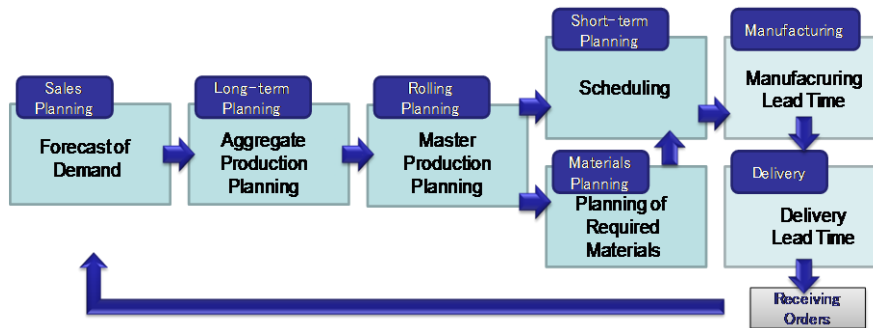 Sales
Planning
Forecast of
Demand
Long-term
Planning
Aggregate
Production
Planning
Rolling
Planning
Master
Production
Planning
Short-term
Planning
Scheduling
Materials
Planning
Planning of
Required
Materials
Manufacturing
Manufacruring
Lead Time
Delivery
Delivery
Lead Time
Receiving
Orders